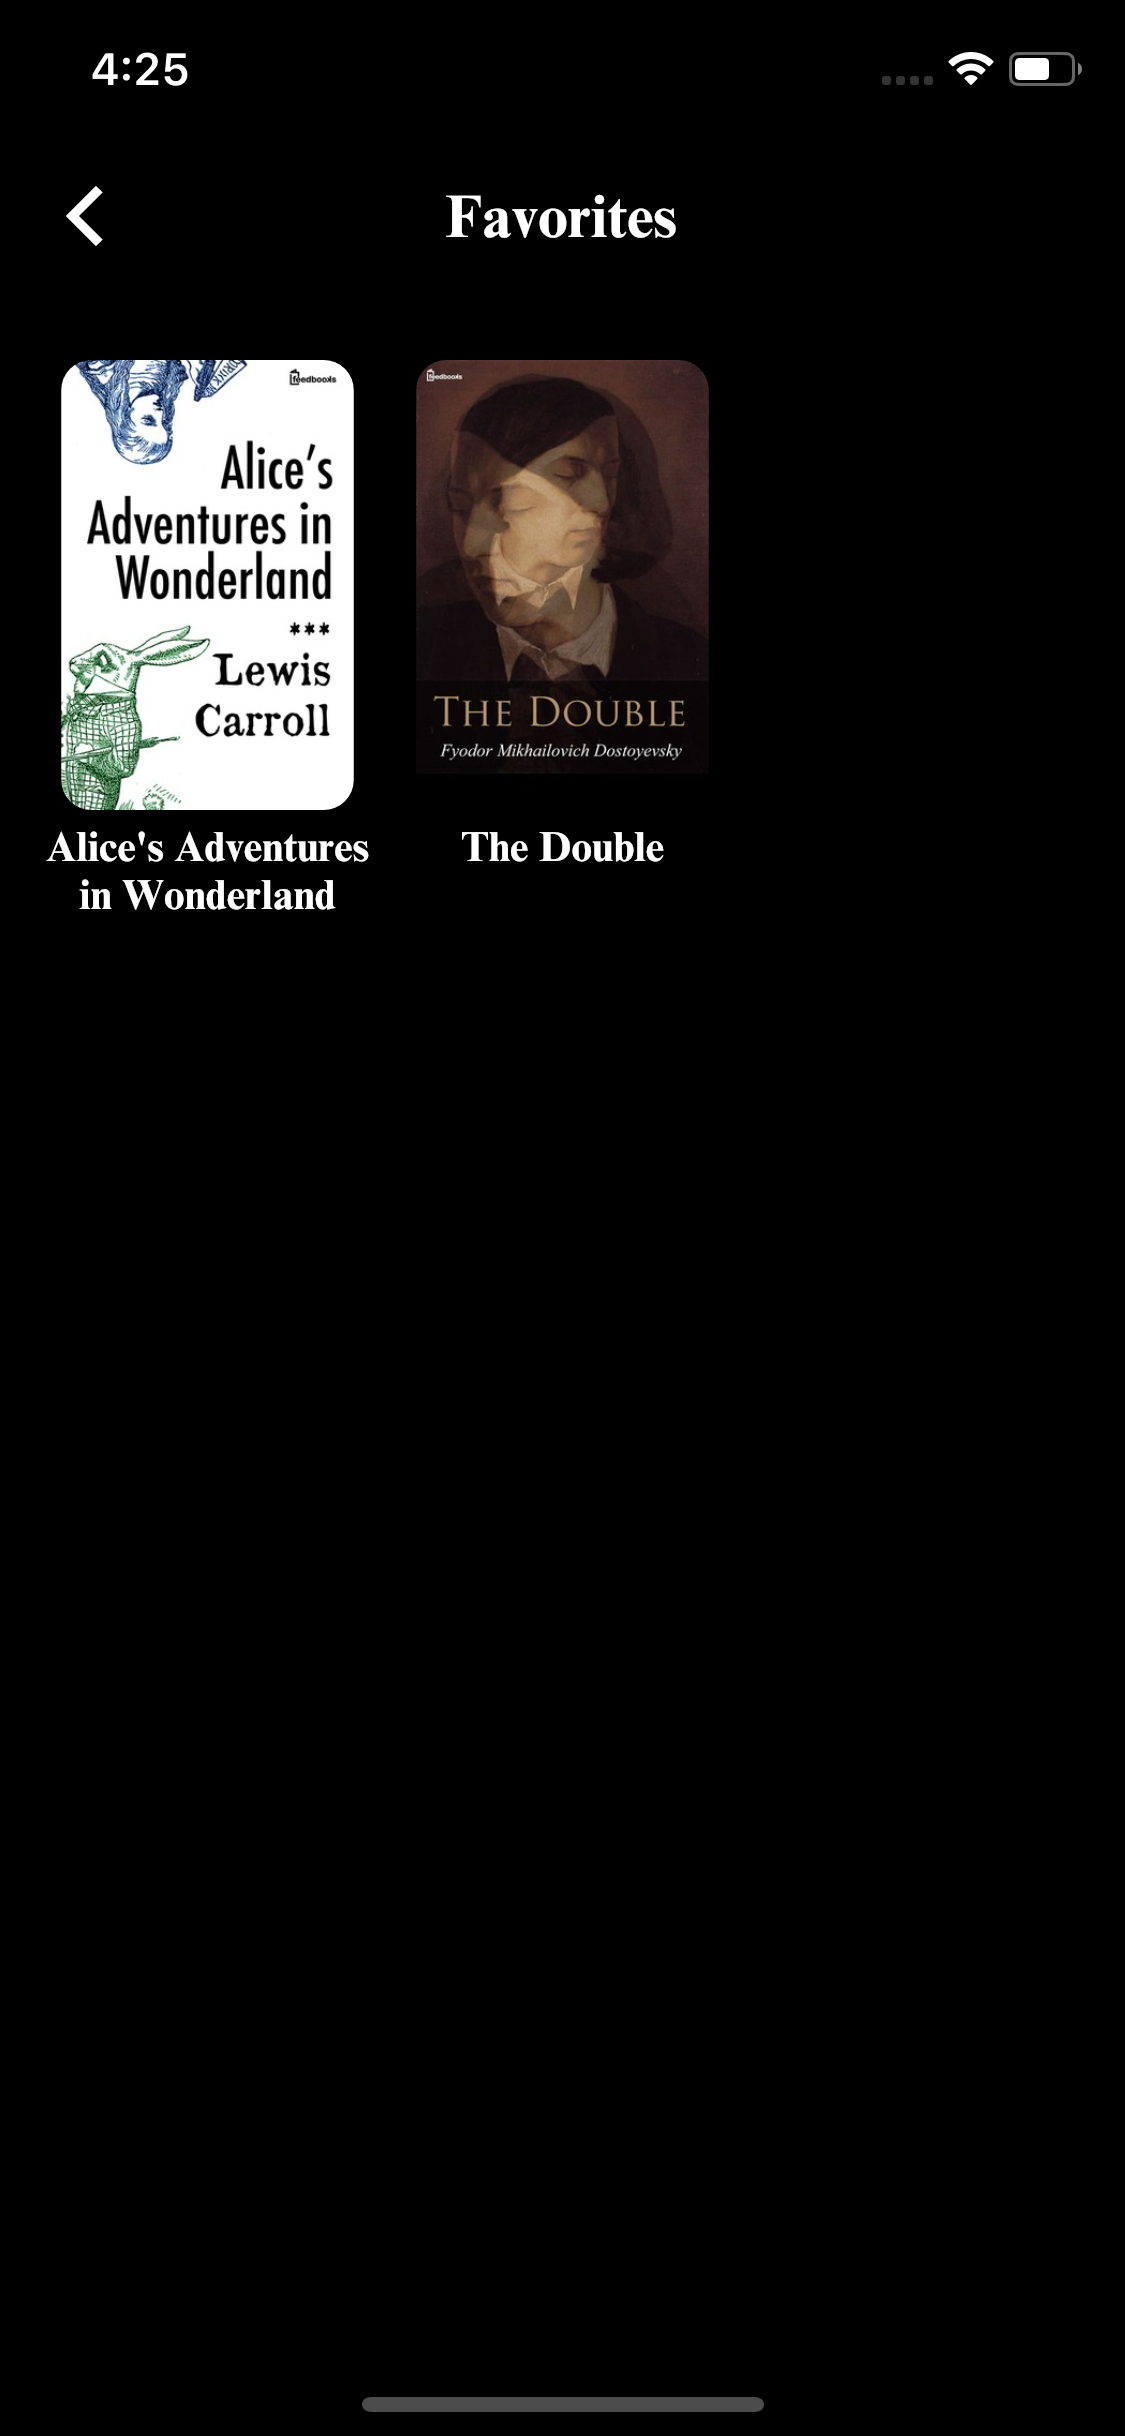 4:25
Favorites
feedbooks
Alice's
Adventures in
Wonderland
***
Lewis
Carroll
feedbooks
THE DOUBLE
Fyodor Mikhailovich Dostoyevsky
Alice's Adventures
in Wonderland
The Double